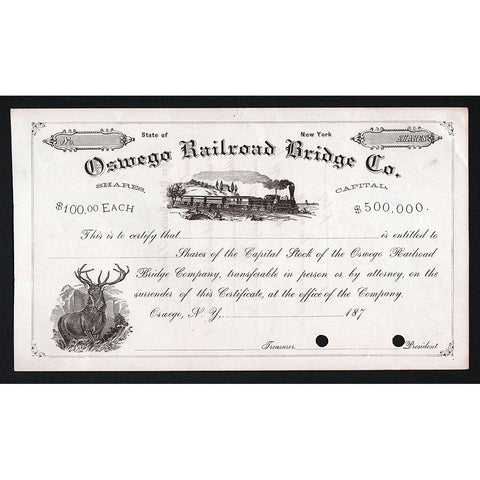 No. SHARES
State of New York
Oswego Railroad Bridge Co.
SHARES, CAPITAL,
$100.00 EACH $500,000.
This is to certify that is entitled to
Shares of the Capital Stock of the Oswego Railroad
Bridge Company, transferable in person or by attorney, on the
surrender of this Certificate, at the office of the Company.
Oswego, N. Y., 187
Treasurer. President